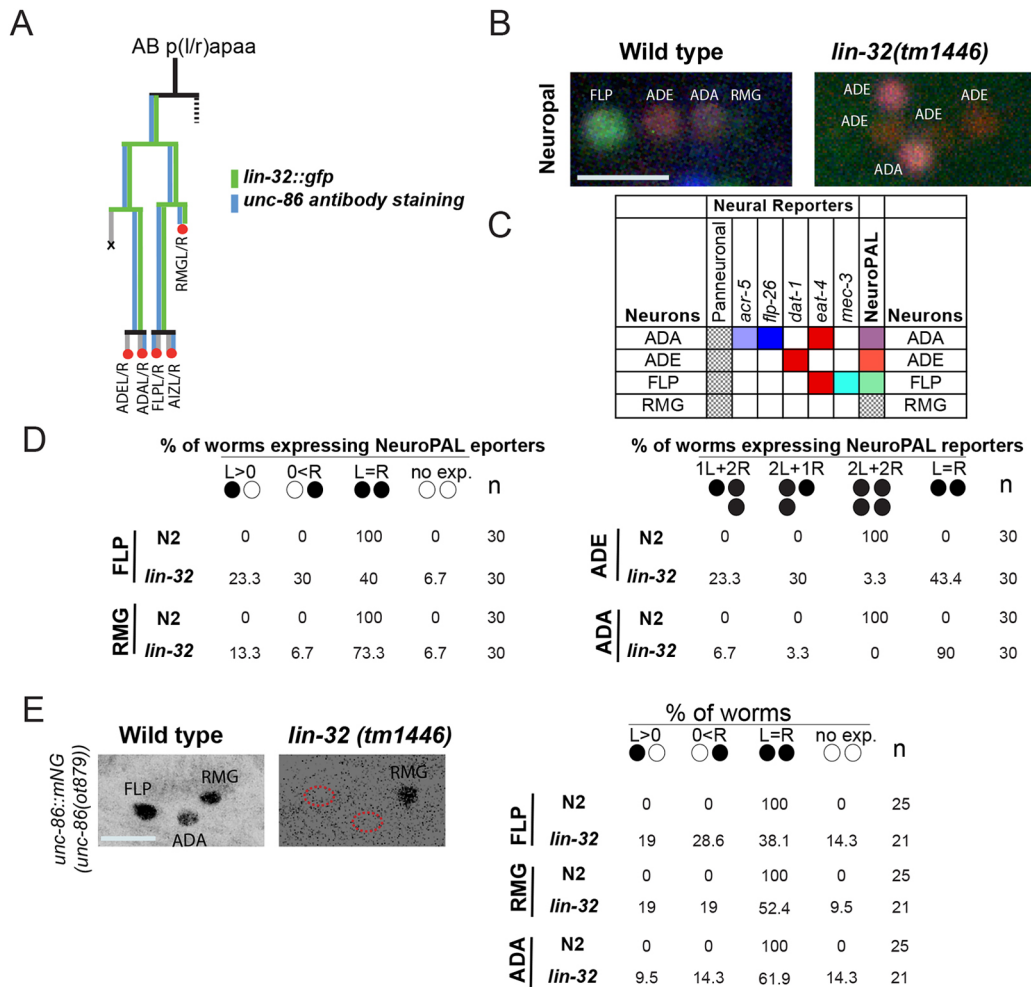 A
AB p(l/r)apaa
lin-32::gfp
unc-86 antibody staining
x
RMGL/R
ADEL/R
ADAL/R
FLPL/R
AIZL/R
B
Wild type
lin-32(tm1446)
Neuropal
FLP ADE ADA RMG
ADE
ADE
ADE
ADE
ADA
C
Neural Reporters
Neurons Panneuronal acr-5 flp-26 dat-1 eat-4 mec-3 NeuroPAL Neurons
ADA ADA
ADE ADE
FLP FLP
RMG RMG
D
% of worms expressing NeuroPAL eporters
L>0 0<R L=R no exp. n
FLP
N2 0 0 100 0 30
lin-32 23.3 30 40 6.7 30
RMG
N2 0 0 100 0 30
lin-32 13.3 6.7 73.3 6.7 30
% of worms expressing NeuroPAL reporters
1L+2R 2L+1R 2L+2R L=R n
ADE
N2 0 0 100 0 30
lin-32 23.3 30 3.3 43.4 30
ADA
N2 0 0 100 0 30
lin-32 6.7 3.3 0 90 30
E
Wild type
lin-32 (tm1446)
unc-86::mNG
(unc-86(ot879))
FLP
RMG
ADA
RMG
% of worms
L>0 0<R L=R no exp. n
FLP
N2 0 0 100 0 25
lin-32 19 28.6 38.1 14.3 21
RMG
N2 0 0 100 0 25
lin-32 19 19 52.4 9.5 21
ADA
N2 0 0 100 0 25
lin-32 9.5 14.3 61.9 14.3 21